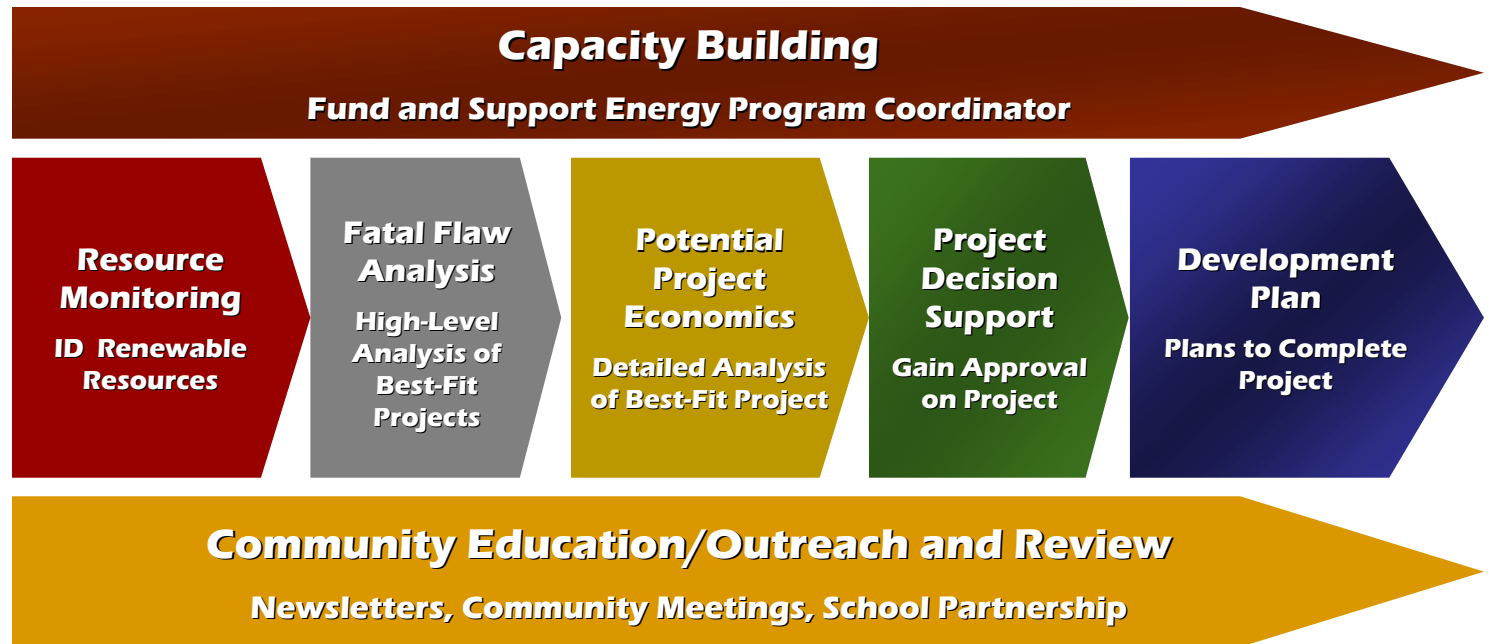 Capacity Building
Fund and Support Energy Program Coordinator
Resource
Monitoring
ID Renewable
Resources
Fatal Flaw
Analysis
High-Level
Analysis of
Best-Fit
Projects
Potential
Project
Economics
Detailed Analysis
of Best-Fit Project
Project
Decision
Support
Gain Approval
on Project
Development
Plan
Plans to Complete
Project
Community Education/Outreach and Review
Newsletters, Community Meetings, School Partnership